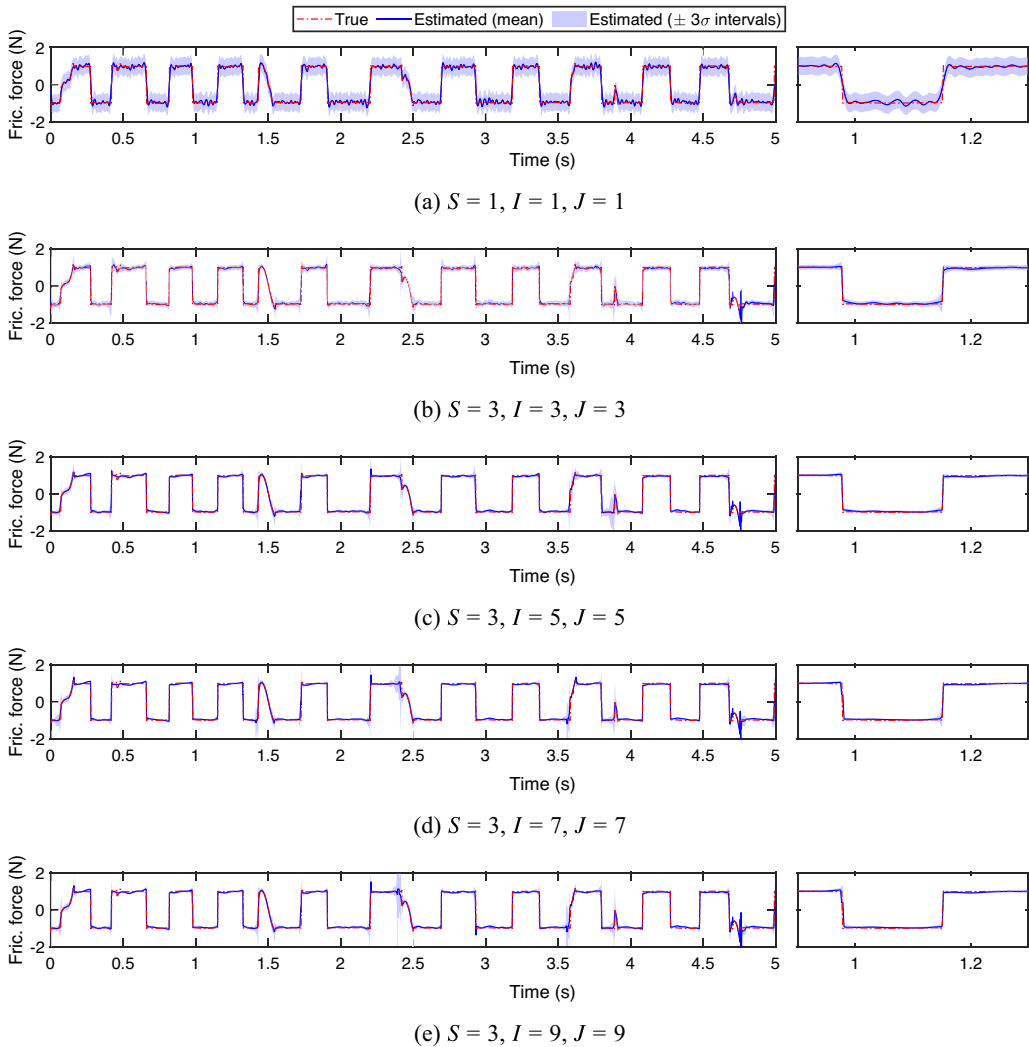 True Estimated (mean) Estimated (± 3σ intervals)
Fric. force (N)
2
0
-2
0 0.5 1 1.5 2 2.5 3 3.5 4 4.5 5 1 1.2
Time (s)
(a) S = 1, I = 1, J = 1
Fric. force (N)
2
0
-2
0 0.5 1 1.5 2 2.5 3 3.5 4 4.5 5 1 1.2
Time (s)
(b) S = 3, I = 3, J = 3
Fric. force (N)
2
0
-2
0 0.5 1 1.5 2 2.5 3 3.5 4 4.5 5 1 1.2
Time (s)
(c) S = 3, I = 5, J = 5
Fric. force (N)
2
0
-2
0 0.5 1 1.5 2 2.5 3 3.5 4 4.5 5 1 1.2
Time (s)
(d) S = 3, I = 7, J = 7
Fric. force (N)
2
0
-2
0 0.5 1 1.5 2 2.5 3 3.5 4 4.5 5 1 1.2
Time (s)
(e) S = 3, I = 9, J = 9